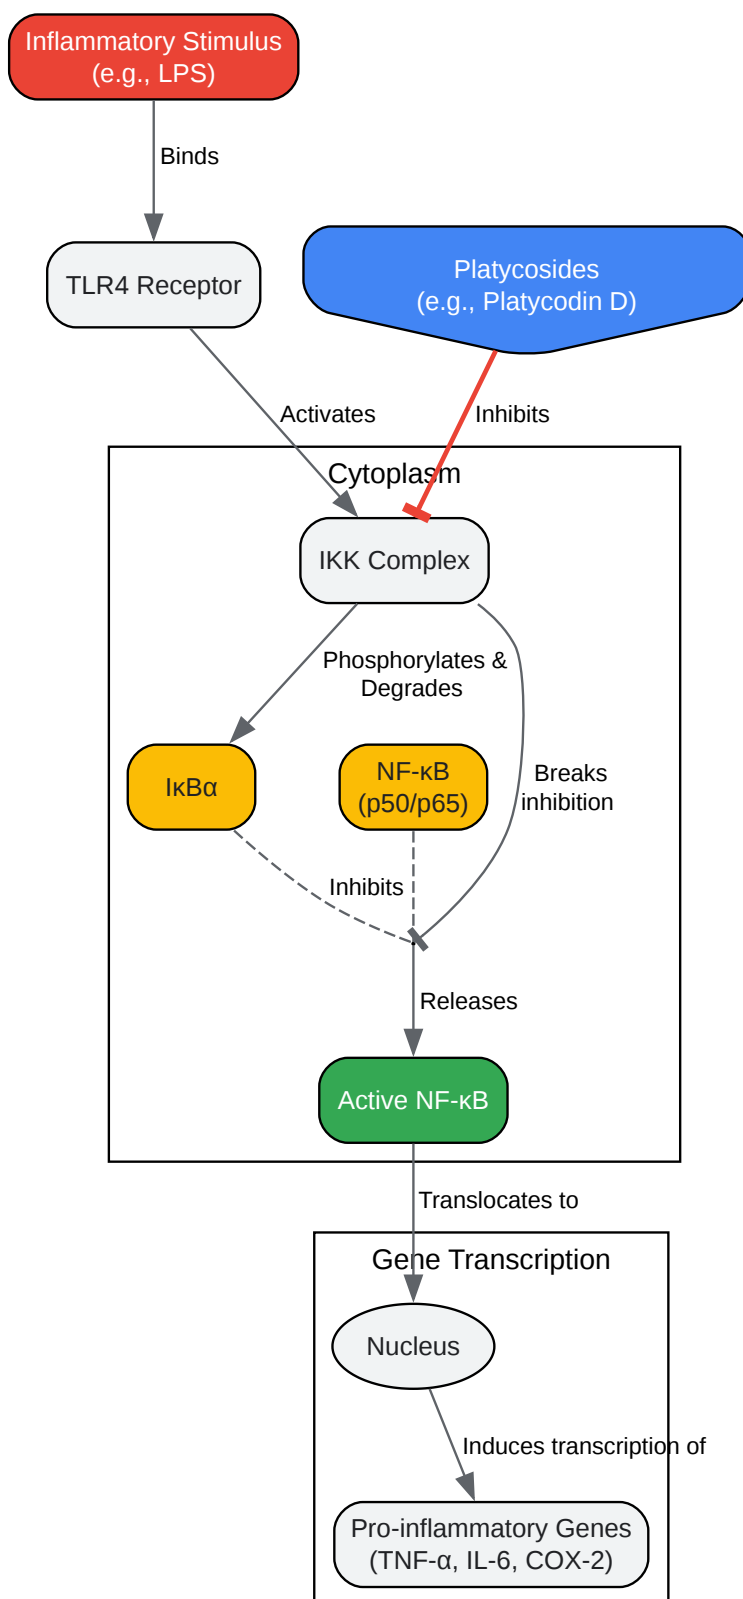 Inflammatory Stimulus
(e.g., LPS)
Binds
TLR4 Receptor
Platycosides
(e.g., Platycodin D)
Activates
Inhibits
Cytoplasm
IKK Complex
Phosphorylates &
Degrades
IκBα
NF-κB
(p50/p65)
Breaks
inhibition
Inhibits
Releases
Active NF-κB
Translocates to
Gene Transcription
Nucleus
Induces transcription of
Pro-inflammatory Genes
(TNF-α, IL-6, COX-2)